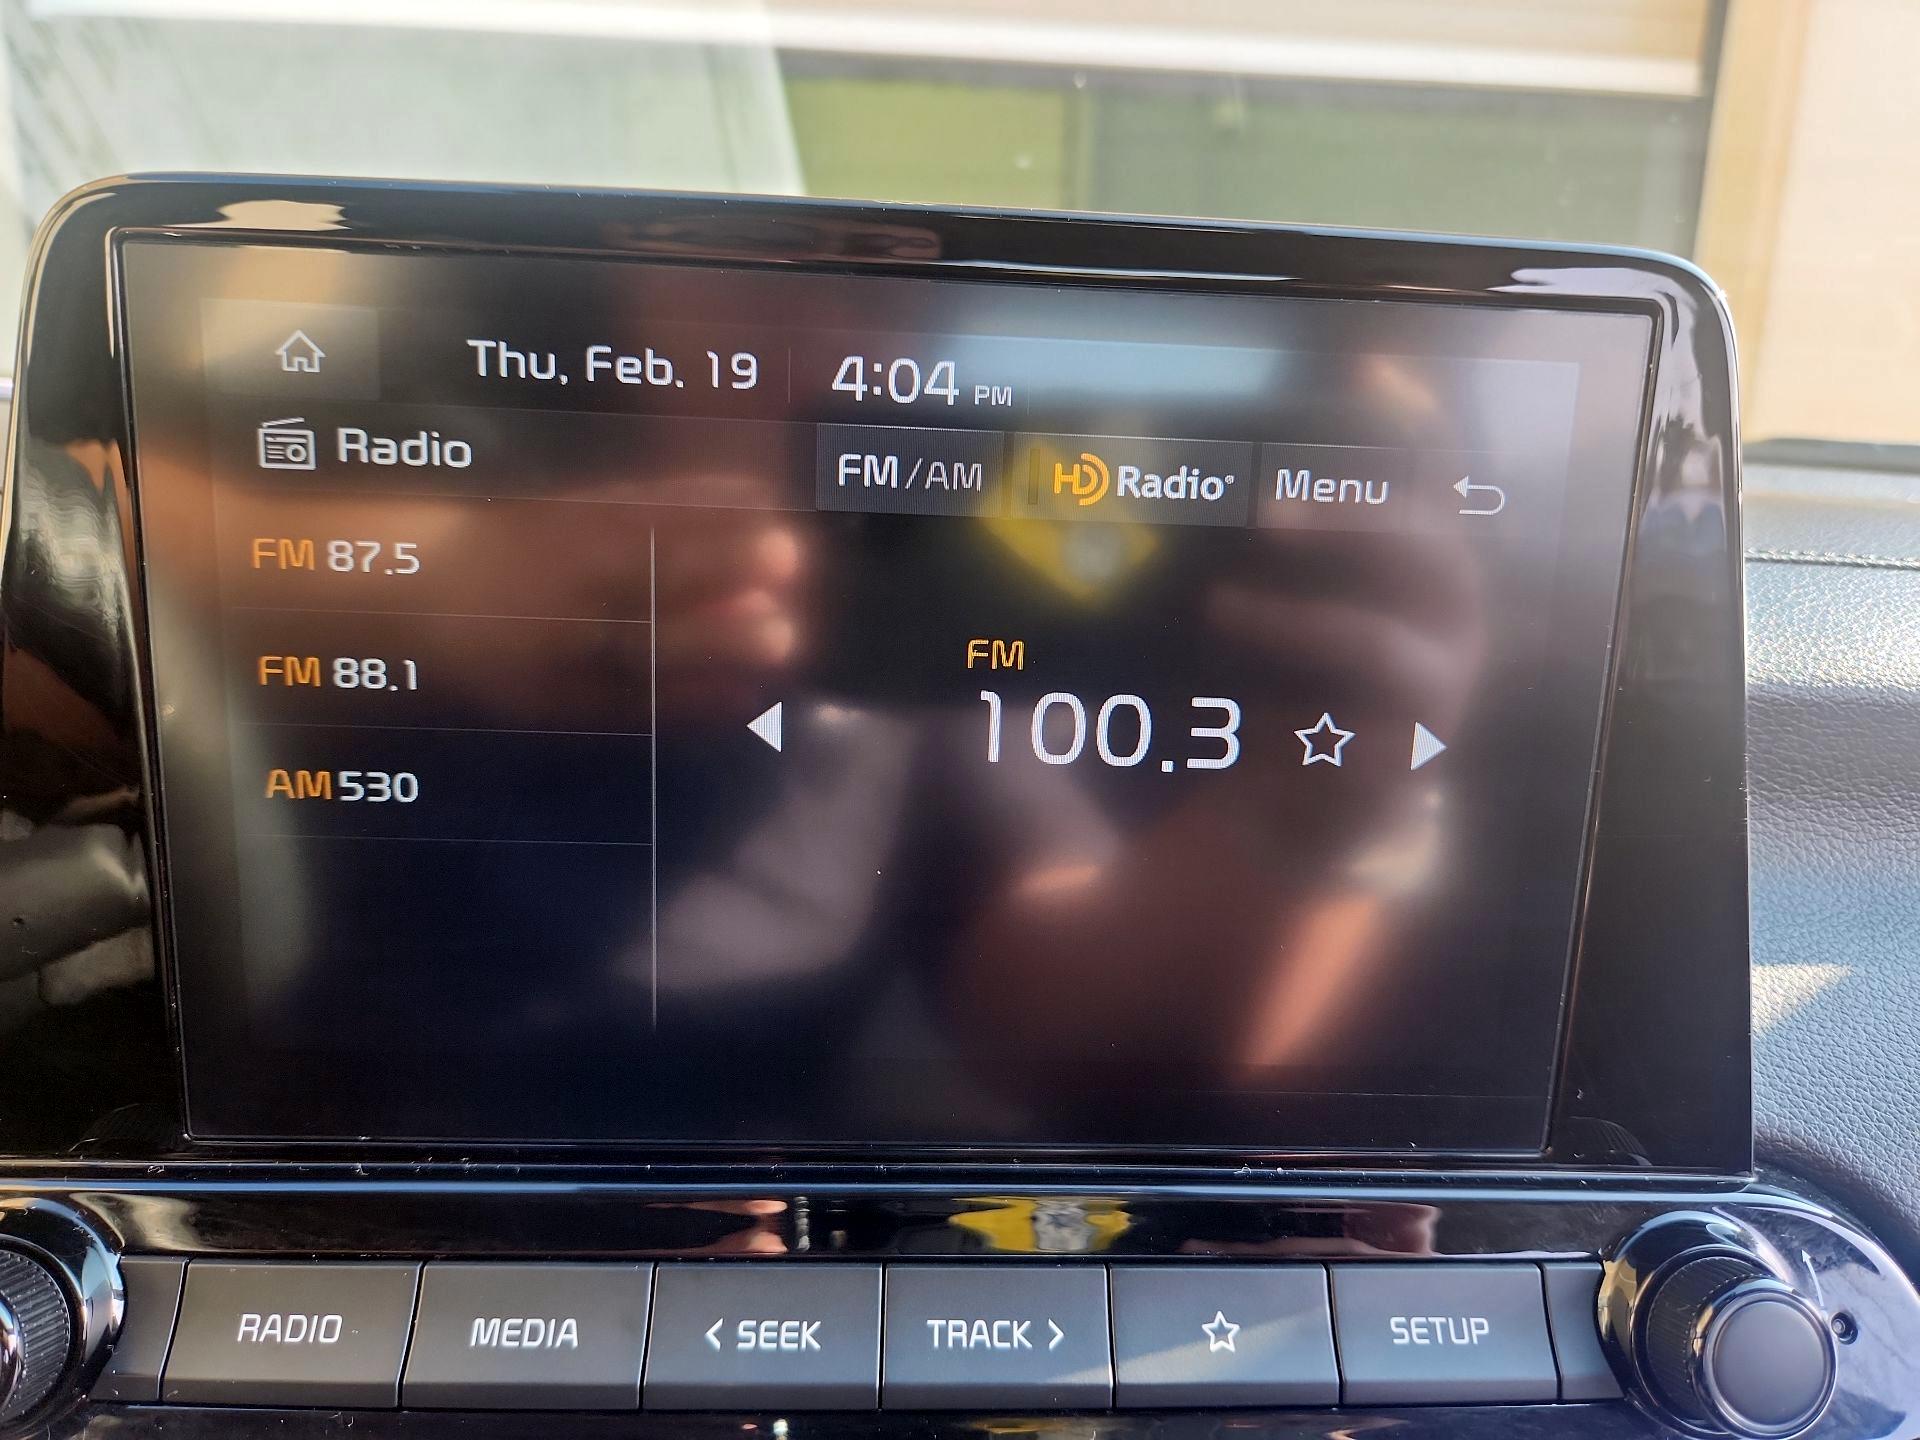 Thu, Feb. 19 4:04 PM
Radio FM/AM HD Radio® Menu
FM 87.5
FM 88.1
AM 530
FM
100.3
RADIO MEDIA < SEEK TRACK > SETUP